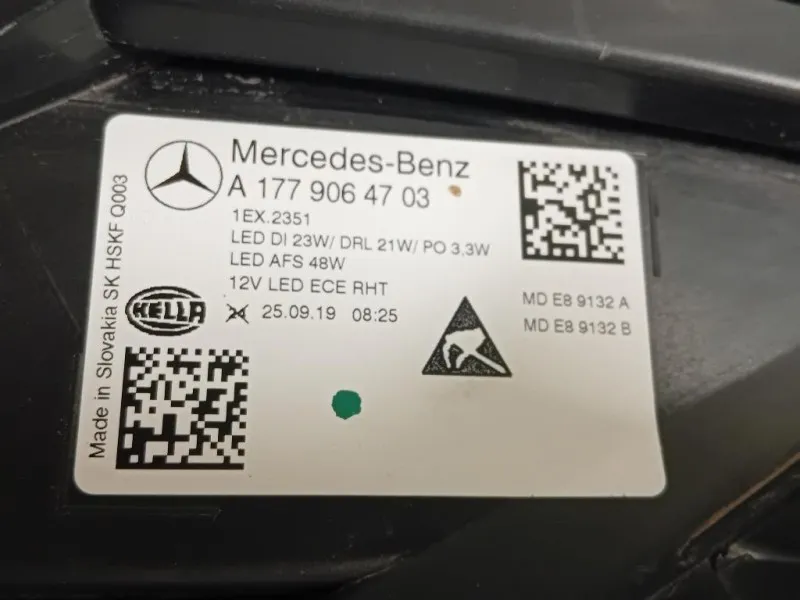 Mercedes-Benz
A 177 906 47 03
1EX.2351
LED DI 23W/ DRL 21W/ PO 3,3W
LED AFS 48W
12V LED ECE RHT
HELLA
25.09.19 08:25
MD E8 9132 A
MD E8 9132 B
Made in Slovakia SK HSKF Q003